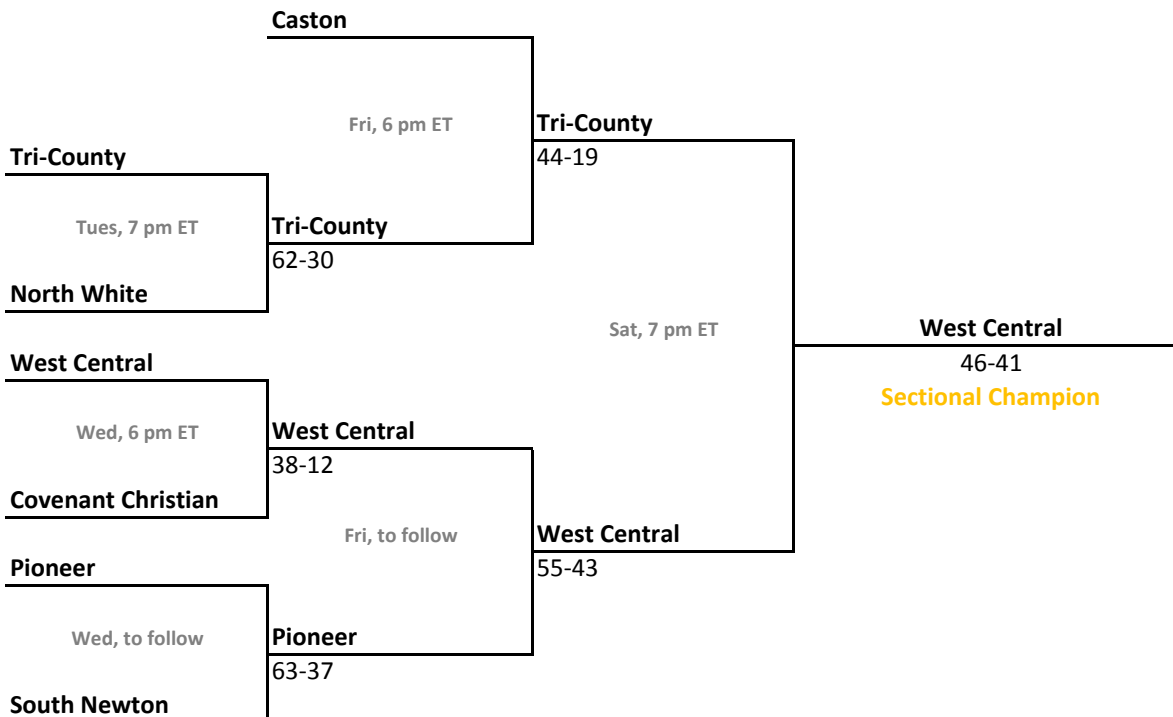 Caston
Fri, 6 pm ET
Tri-County
44-19
Tri-County
Tues, 7 pm ET
Tri-County
62-30
North White
Sat, 7 pm ET
West Central
46-41
Sectional Champion
West Central
Wed, 6 pm ET
West Central
38-12
Covenant Christian
Fri, to follow
West Central
55-43
Pioneer
Wed, to follow
Pioneer
63-37
South Newton